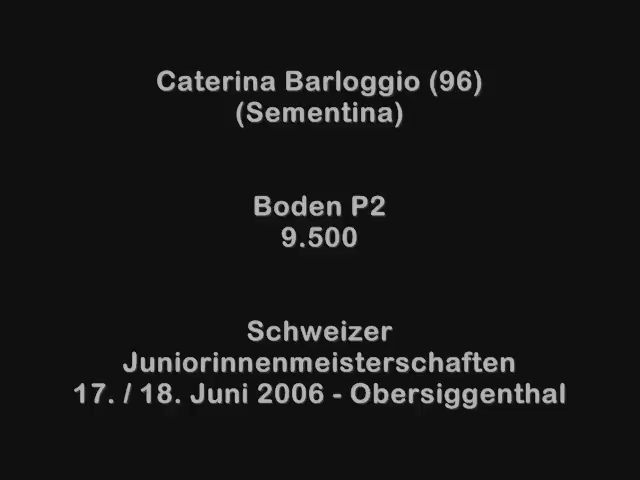 Caterina Barloggio (96)
(Sementina)
Boden P2
9.500
Schweizer
Juniorinnenmeisterschaften
17. / 18. Juni 2006 - Obersiggenthal